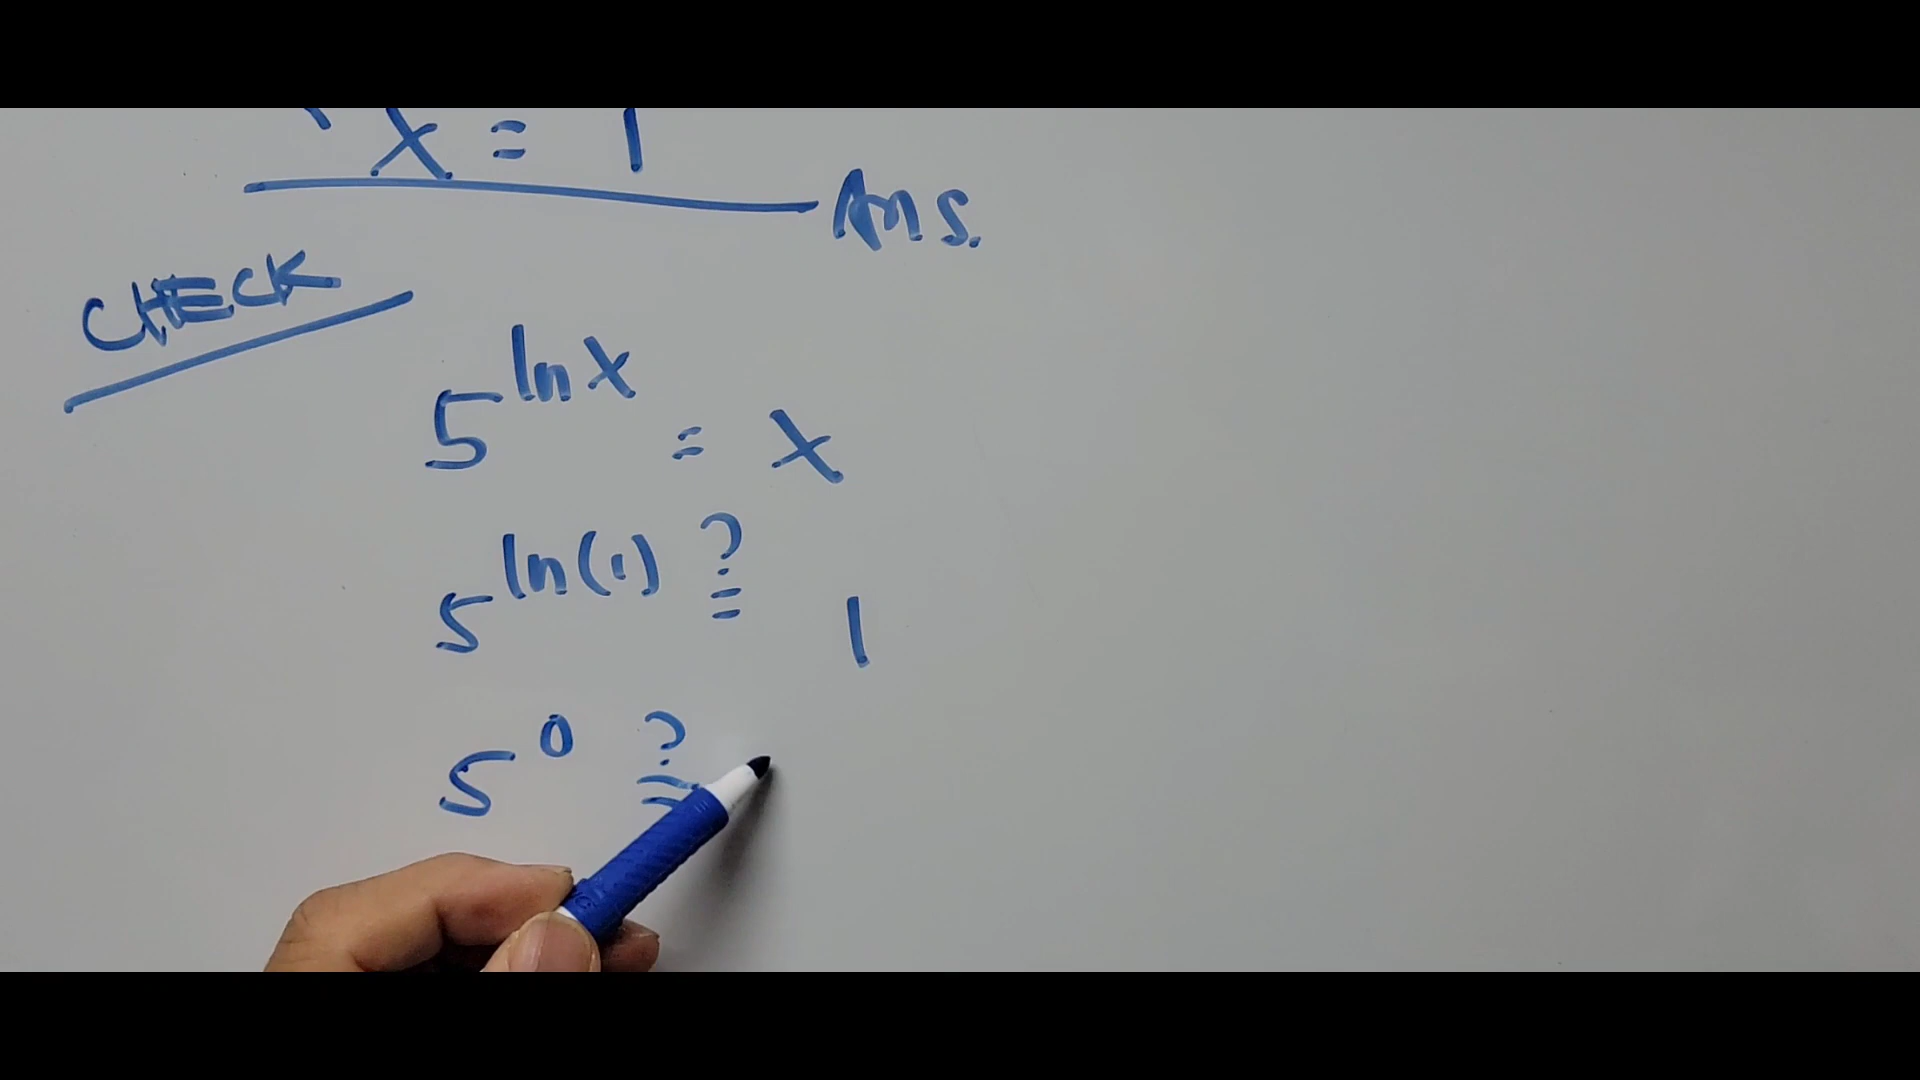 x = 1
Ans.
CHECK
5^ln x = x
5^ln(1) ?= 1
5^0 ?=